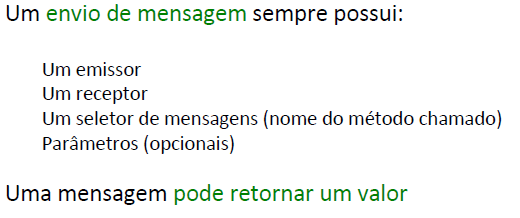 Um envio de mensagem sempre possui:
Um emissor
Um receptor
Um seletor de mensagens (nome do método chamado)
Parâmetros (opcionais)
Uma mensagem pode retornar um valor